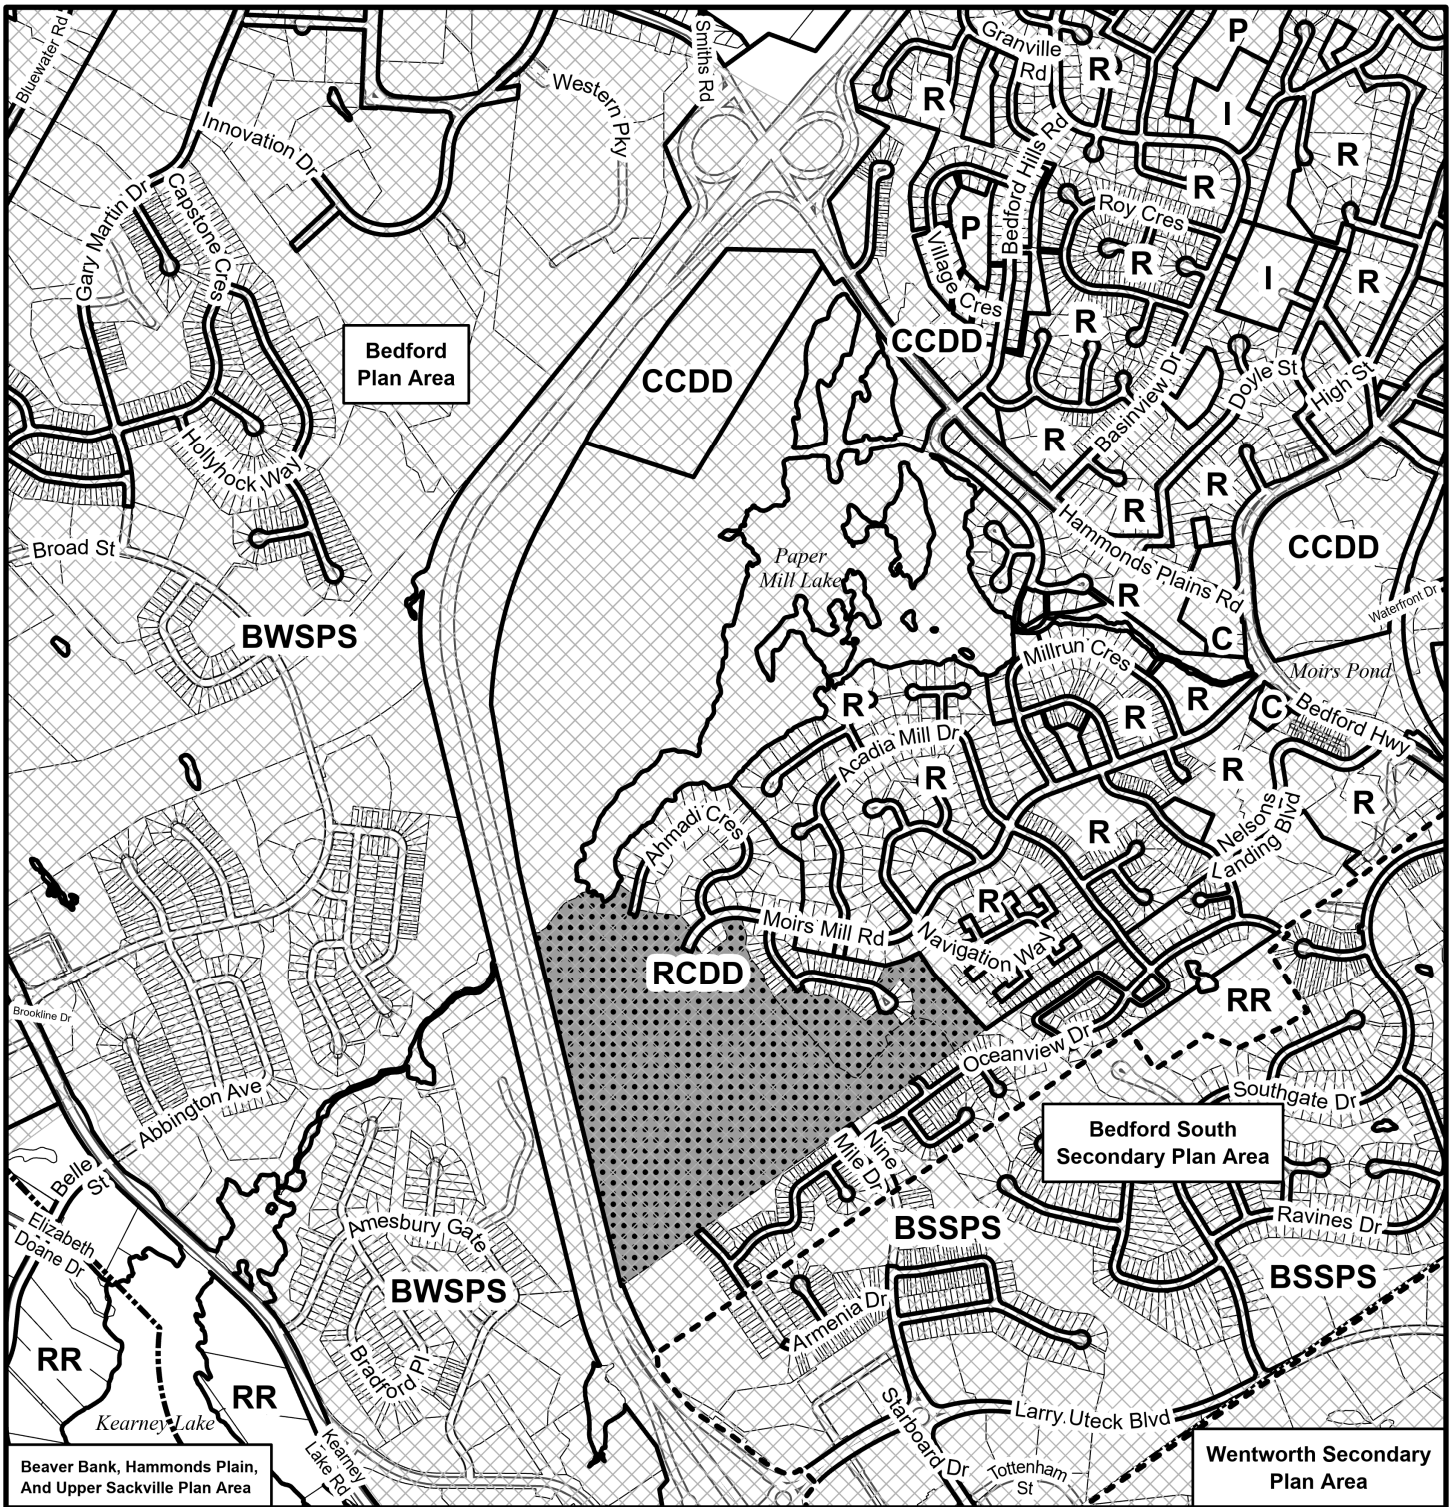 Bluewater Rd
Smiths Rd
Granville
Rd
P
R
R
I
Western Pky
Innovation Dr
R
Bedford Hills Rd
R
Gary Martin Dr
Capstone Cres
Roy Cres
P
Village Cres
R
I
R
R
CCDD
Bedford
Plan Area
CCDD
Basinview Dr
Doyle St
High St
R
Hollyhock Way
R
R
Hammonds Plains Rd
Broad St
Paper
Mill Lake
CCDD
R
Waterfront Dr
BWSPS
C
Millrun Cres
Moirs Pond
R
R
R
C
Bedford Hwy
Acadia Mill Dr
R
R
R
Nelsons
Landing Blvd
Ahmadi Cres
R
R
Moirs Mill Rd
Navigation Way
RCDD
RR
Brookline Dr
Oceanview Dr
Southgate Dr
Abbington Ave
Bedford South
Secondary Plan Area
Nine
Mile Dr
Belle
St
Elizabeth
Doane Dr
Amesbury Gate
BSSPS
Ravines Dr
BWSPS
BSSPS
Armenia Dr
RR
Bradford Pl
RR
Kearney Lake
Starboard Dr
Larry Uteck Blvd
Kearney
Lake Rd
Tottenham
St
Beaver Bank, Hammonds Plain,
And Upper Sackville Plan Area
Wentworth Secondary
Plan Area